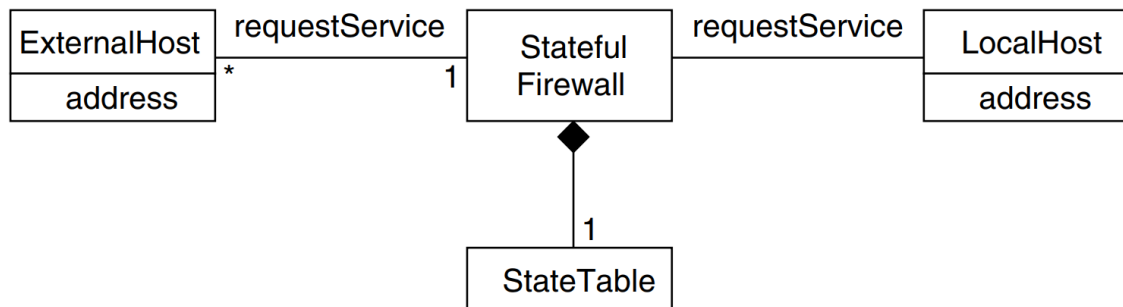 requestService
requestService
ExternalHost
Stateful
Firewall
LocalHost
*
1
address
address
1
StateTable